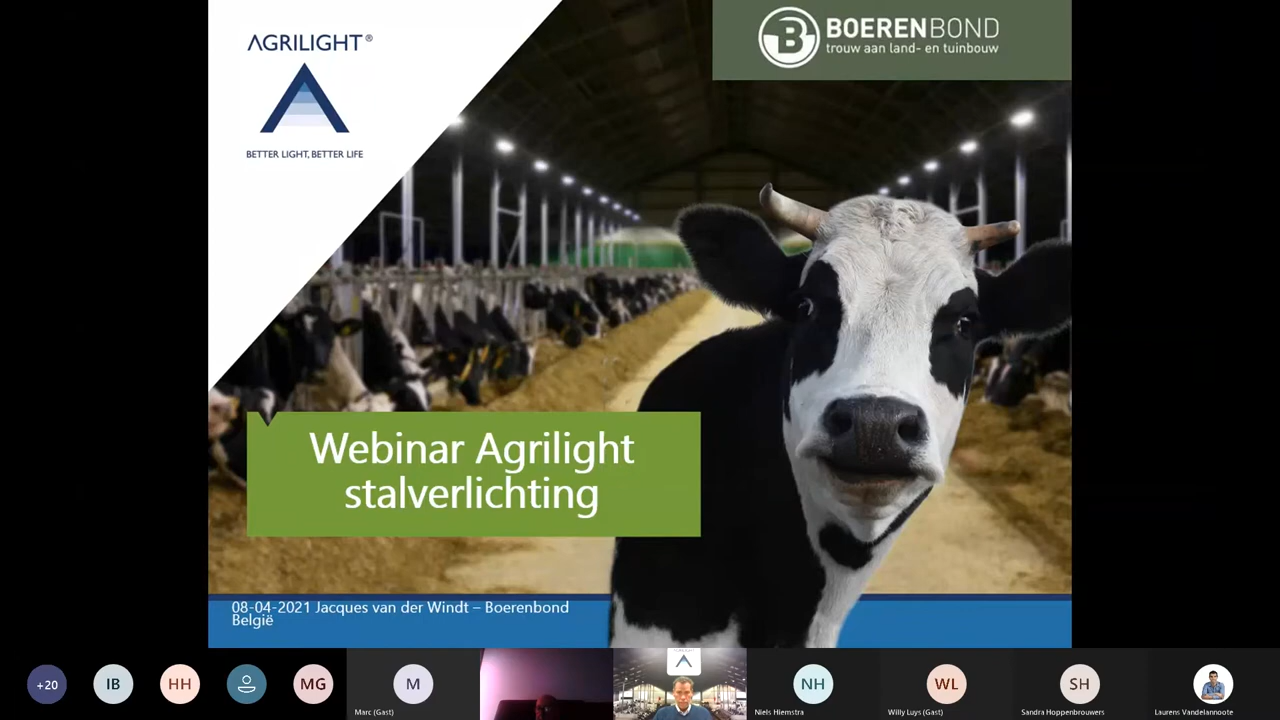 AGRILIGHT®
BETTER LIGHT, BETTER LIFE
B BOERENBOND
trouw aan land- en tuinbouw
Webinar Agrilight
stalverlichting
08-04-2021 Jacques van der Windt – Boerenbond
België
+20
IB
HH
MG
M
Marc (Gast)
NH
Niels Hiemstra
WL
Willy Luys (Gast)
SH
Sandra Hoppenbrouwers
Laurens Vandelannoote